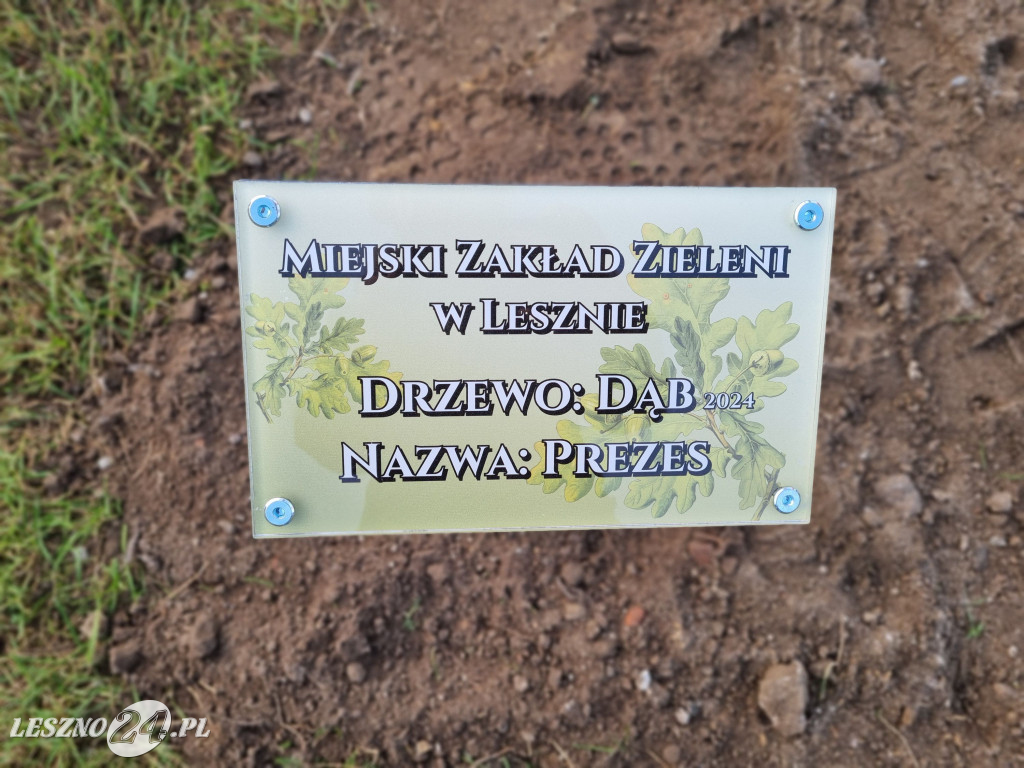 Miejski Zakład Zieleni
w Lesznie
Drzewo: Dąb 2024
Nazwa: Prezes
LESZNO24.PL